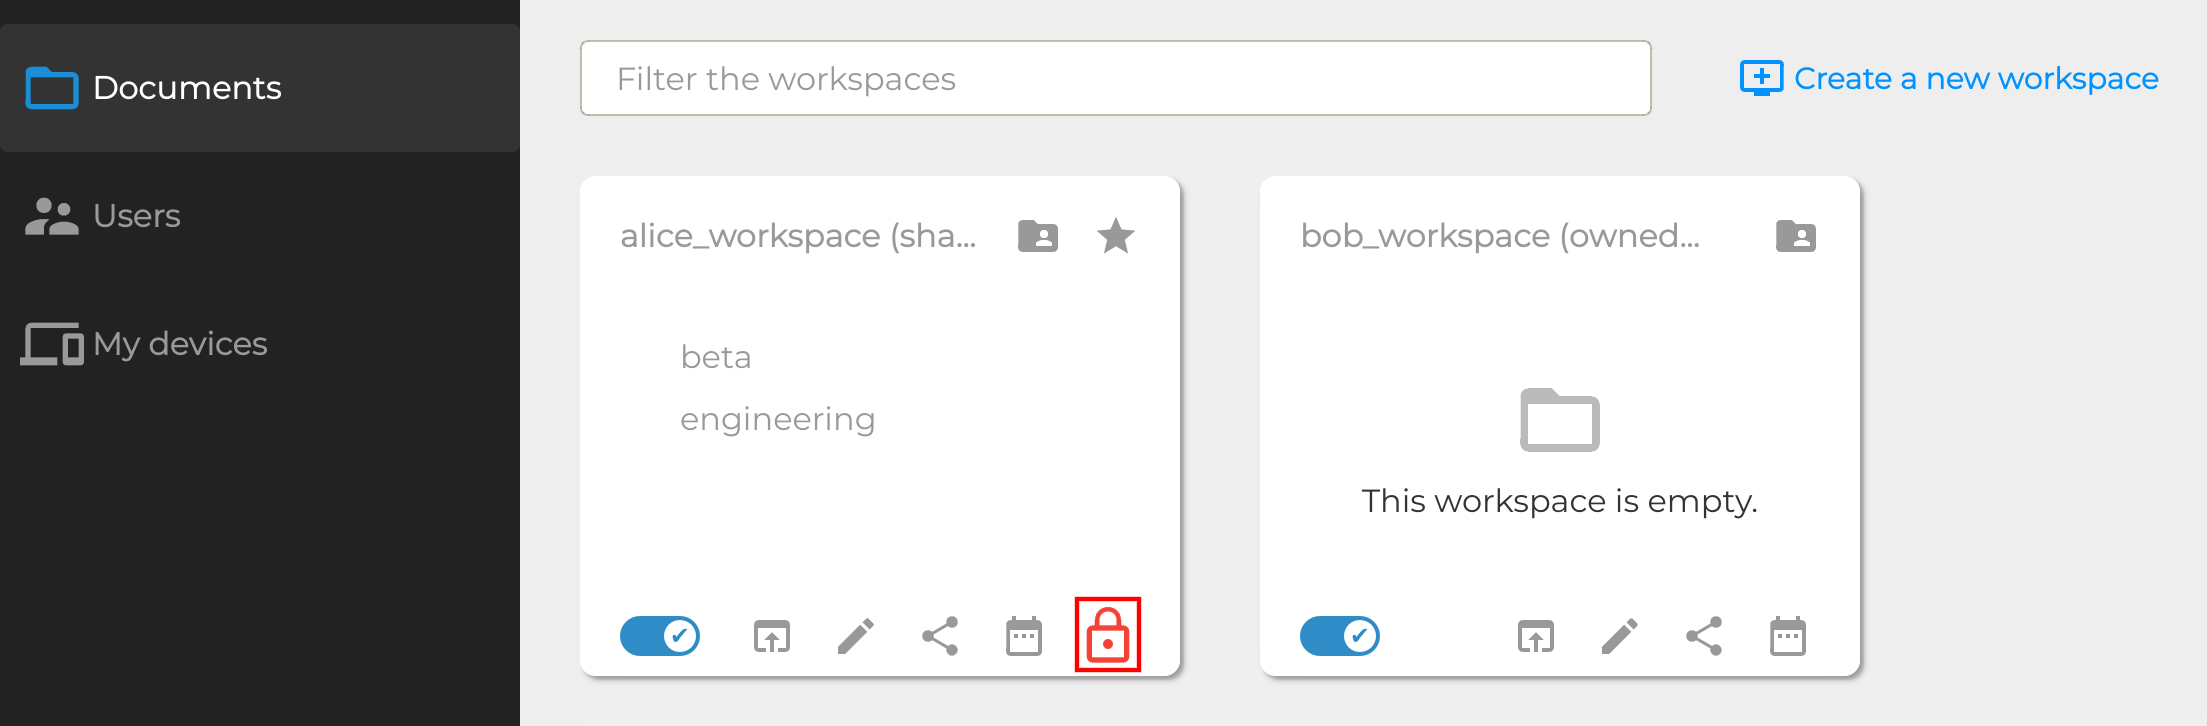 Documents
Users
My devices
Filter the workspaces
Create a new workspace
alice_workspace (sha...
beta
engineering
bob_workspace (owned...
This workspace is empty.